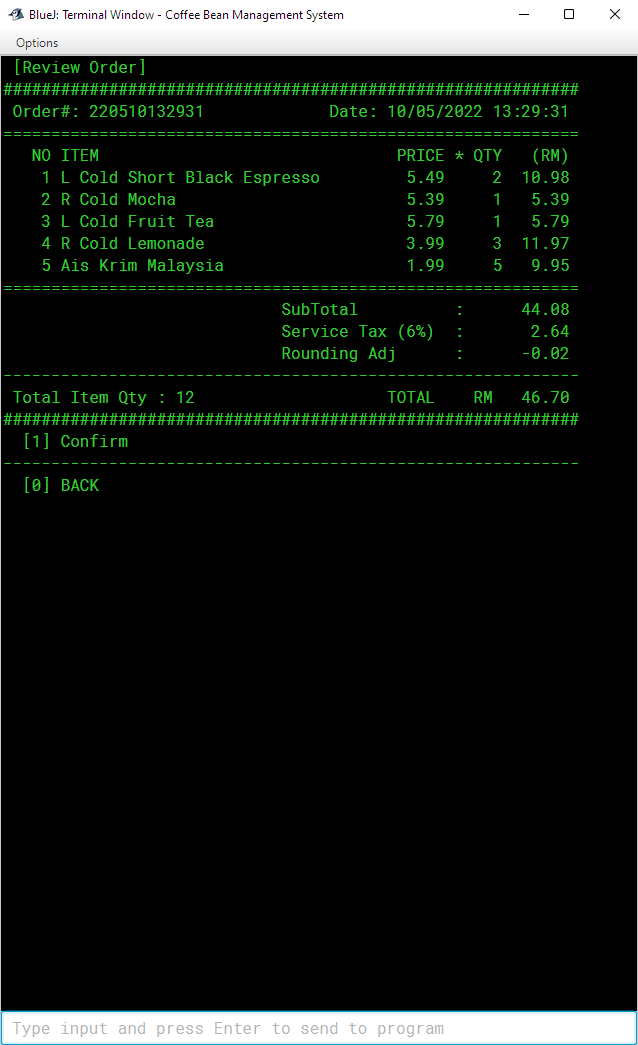 BlueJ: Terminal Window - Coffee Bean Management System
Options
[Review Order]
############################################################
Order#: 220510132931             Date: 10/05/2022 13:29:31
============================================================
NO ITEM                               PRICE * QTY   (RM)
1 L Cold Short Black Espresso         5.49     2  10.98
2 R Cold Mocha                        5.39     1   5.39
3 L Cold Fruit Tea                    5.79     1   5.79
4 R Cold Lemonade                     3.99     3  11.97
5 Ais Krim Malaysia                   1.99     5   9.95
============================================================
SubTotal          :      44.08
Service Tax (6%)  :       2.64
Rounding Adj      :      -0.02
------------------------------------------------------------
Total Item Qty : 12                    TOTAL    RM   46.70
############################################################
[1] Confirm
------------------------------------------------------------
[0] BACK
Type input and press Enter to send to program